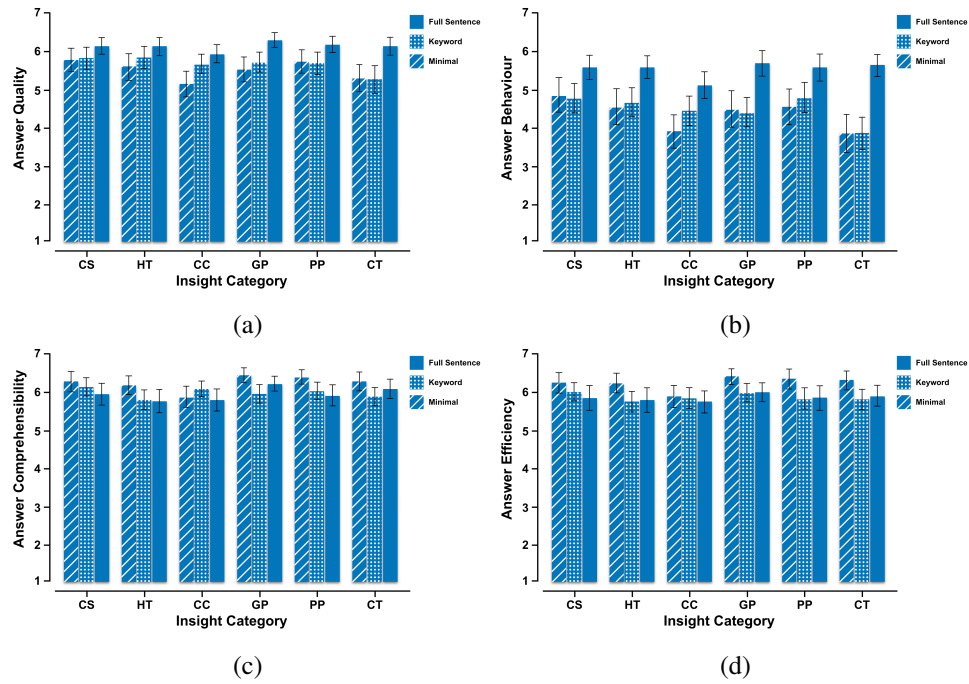 7
6
5
4
3
2
1
Answer Quality
CS HT CC GP PP CT
Insight Category
Full Sentence
Keyword
Minimal
(a)
7
6
5
4
3
2
1
Answer Behaviour
CS HT CC GP PP CT
Insight Category
Full Sentence
Keyword
Minimal
(b)
7
6
5
4
3
2
1
Answer Comprehensibility
CS HT CC GP PP CT
Insight Category
Full Sentence
Keyword
Minimal
(c)
7
6
5
4
3
2
1
Answer Efficiency
CS HT CC GP PP CT
Insight Category
Full Sentence
Keyword
Minimal
(d)